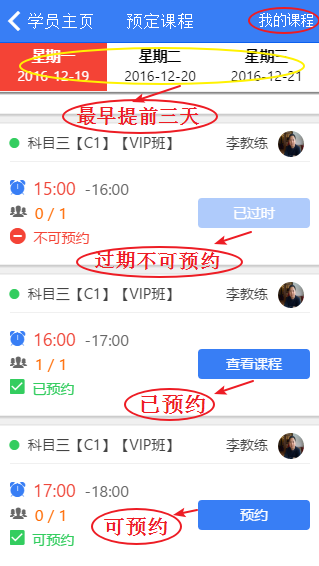 学员主页 预定课程 我的课程
星期一 星期二 星期三
2016-12-19 2016-12-20 2016-12-21
最早提前三天
科目三【C1】【VIP班】 李教练
15:00 -16:00
0 / 1 已过时
不可预约
过期不可预约
科目三【C1】【VIP班】 李教练
16:00 -17:00
1 / 1 查看课程
已预约
已预约
科目三【C1】【VIP班】 李教练
17:00 -18:00
0 / 1 预约
可预约
可预约